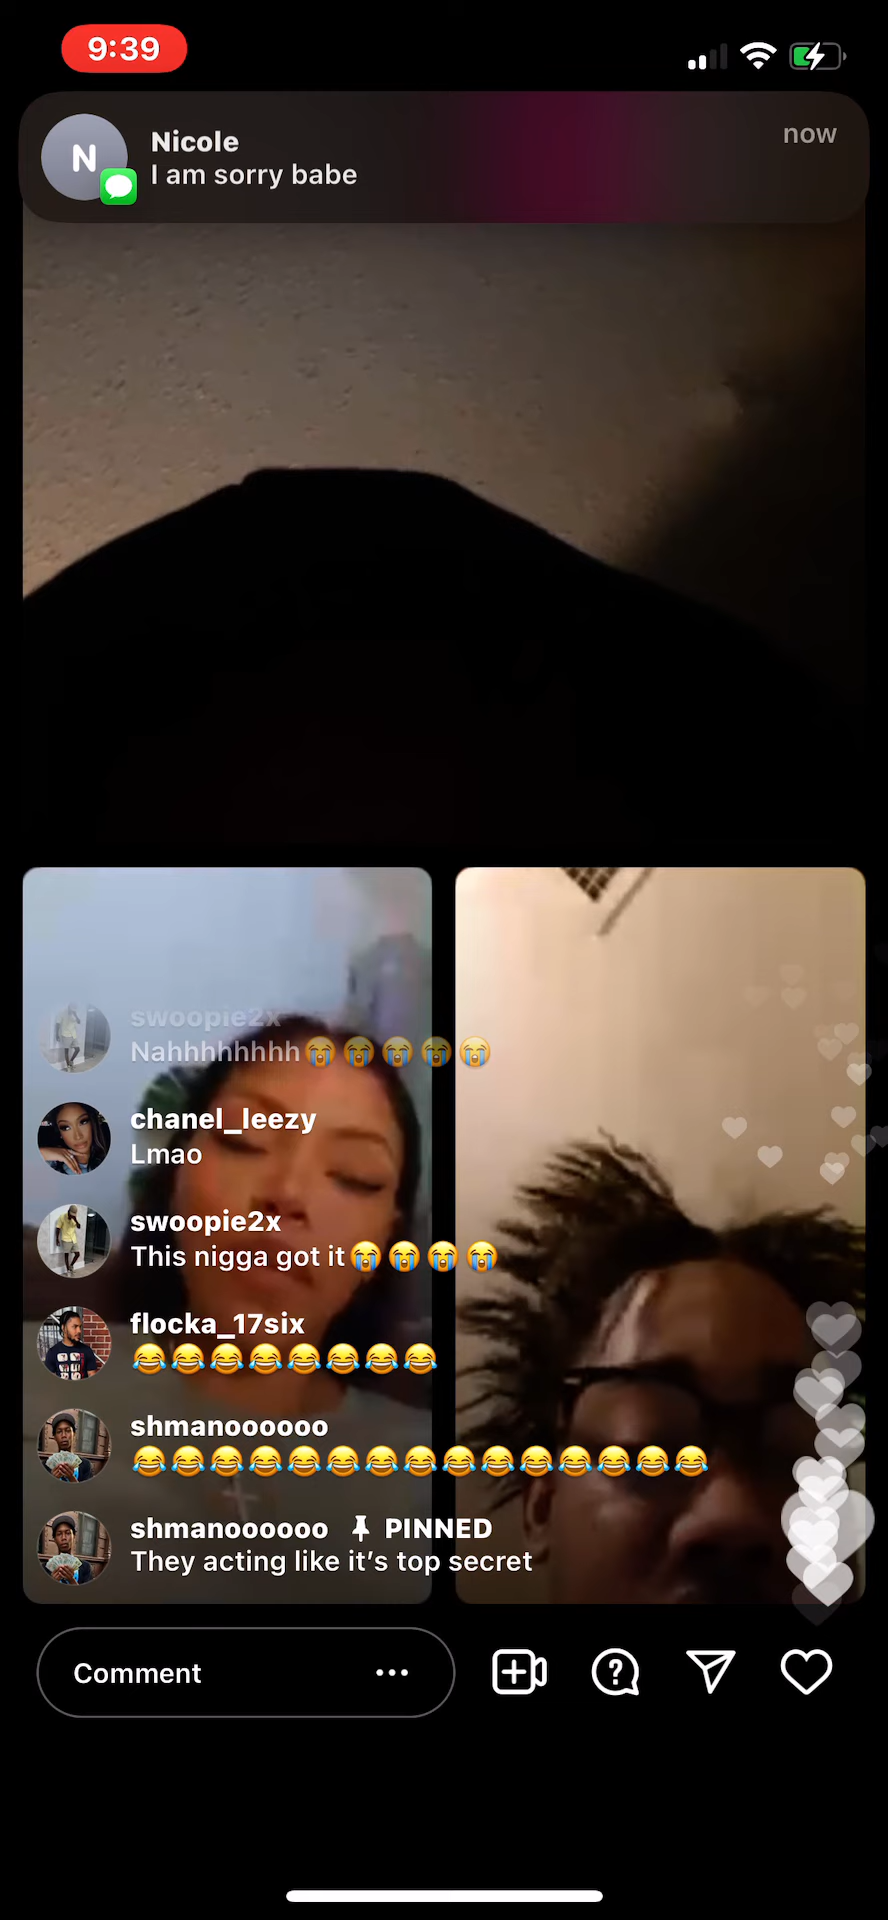 9:39
Nicole
now
I am sorry babe
swoopie2x
Nahhhhhhhh😭😭😭😭😭
chanel_leezy
Lmao
swoopie2x
This nigga got it😭😭😭😭
flocka_17six
😂😂😂😂😂😂😂😂
shmanoooooo
😂😂😂😂😂😂😂😂😂😂😂😂😂😂😂
shmanoooooo 📌 PINNED
They acting like it’s top secret
Comment